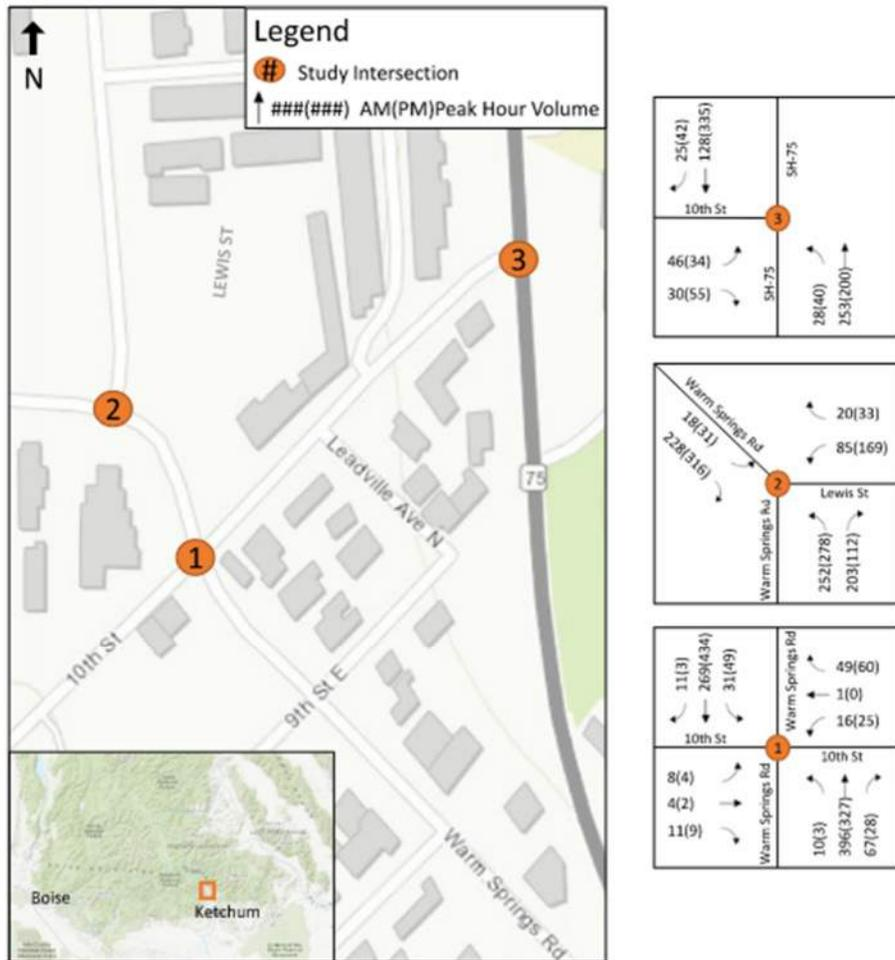 N
Legend
# Study Intersection
###(###) AM(PM)Peak Hour Volume
LEWIS ST
3
2
Leadville Ave N
75
1
10th St
9th St E
Warm Springs Rd
Boise
Ketchum
25(42)
128(335)
SH-75
10th St
3
46(34)
30(55)
SH-75
28(40)
253(200)
Warm Springs Rd
18(31)
228(316)
20(33)
85(169)
2
Lewis St
Warm Springs Rd
252(278)
203(112)
11(3)
269(434)
31(49)
Warm Springs Rd
49(60)
1(0)
16(25)
10th St
1
10th St
8(4)
4(2)
11(9)
Warm Springs Rd
10(3)
396(327)
67(28)